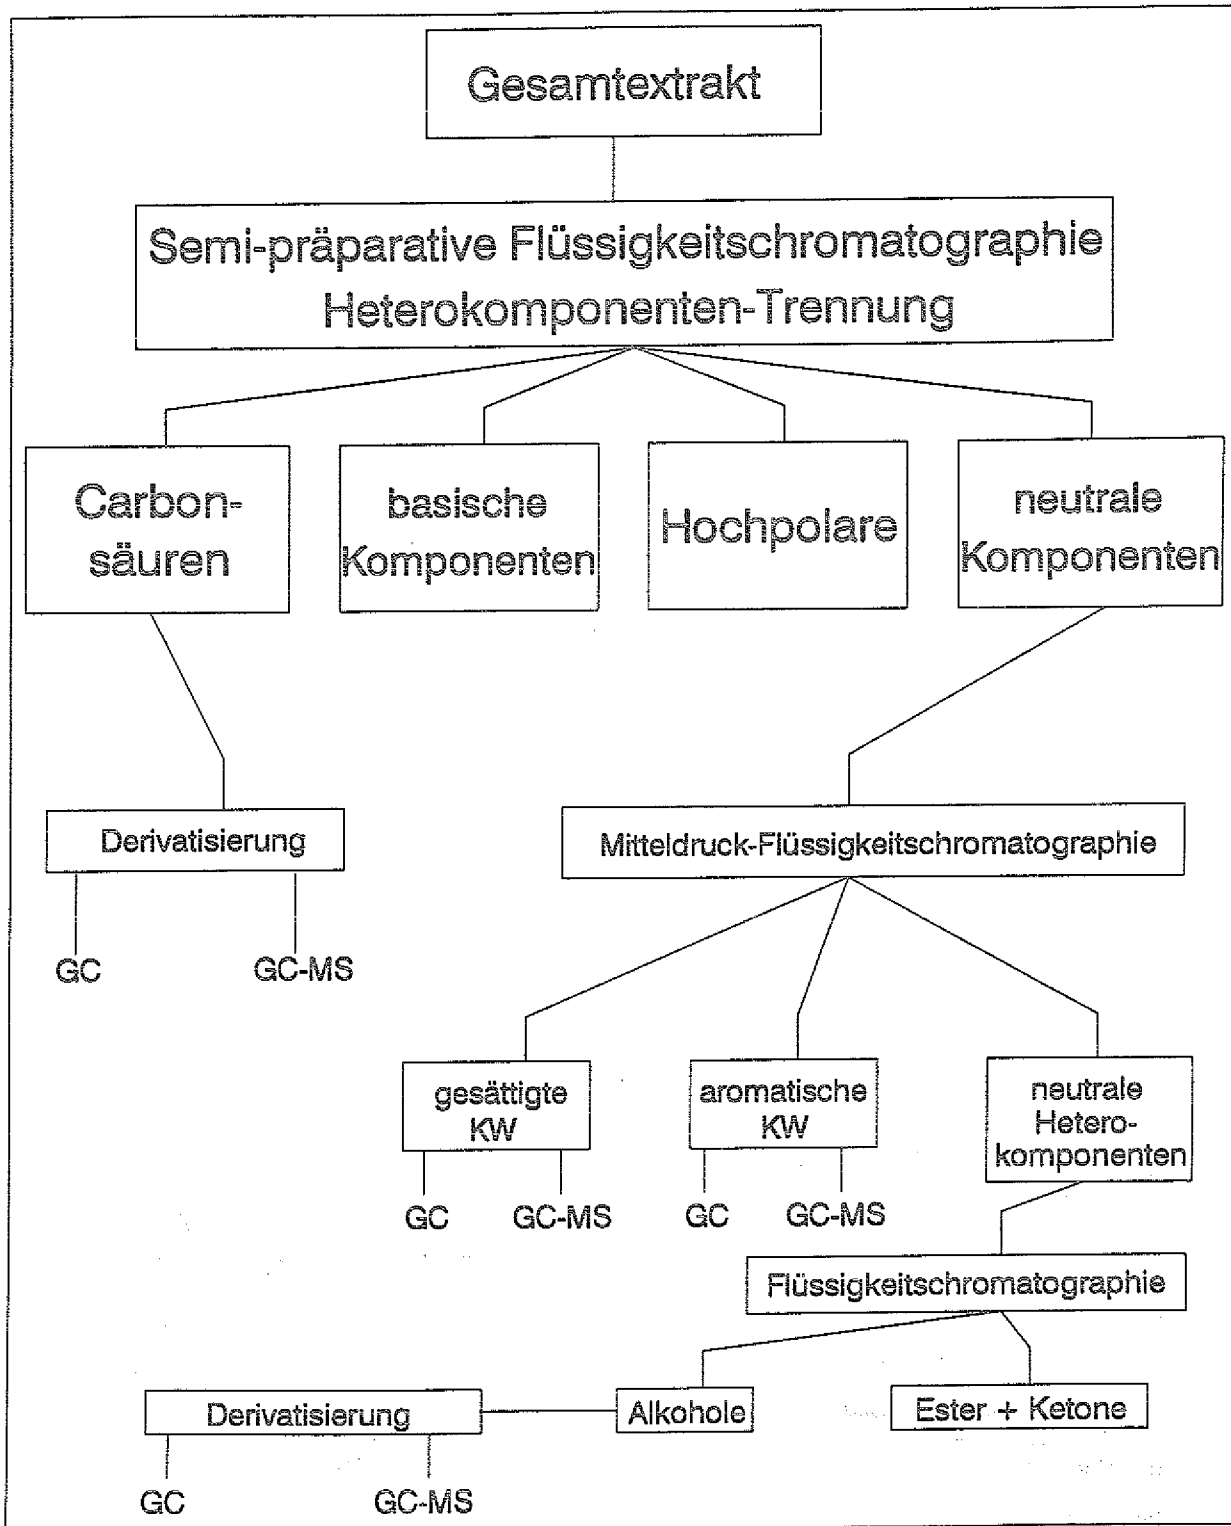 Gesamtextrakt
Semi-präparative Flüssigkeitschromatographie
Heterokomponenten-Trennung
Carbon-
säuren
basische
Komponenten
Hochpolare
neutrale
Komponenten
Derivatisierung
Mitteldruck-Flüssigkeitschromatographie
GC
GC-MS
gesättigte
KW
aromatische
KW
neutrale
Hetero-
komponenten
GC
GC-MS
GC
GC-MS
Flüssigkeitschromatographie
Derivatisierung
Alkohole
Ester + Ketone
GC
GC-MS